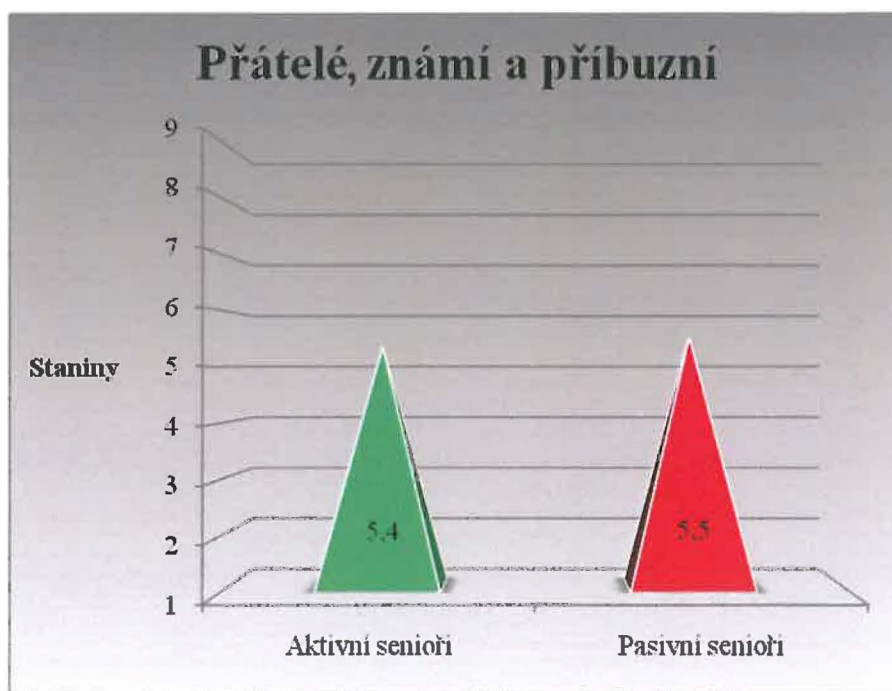 Přátelé, známí a příbuzní
9
8
7
6
Staniny
5
4
3
2
1
5,4
5,5
Aktivní senioři
Pasivní senioři